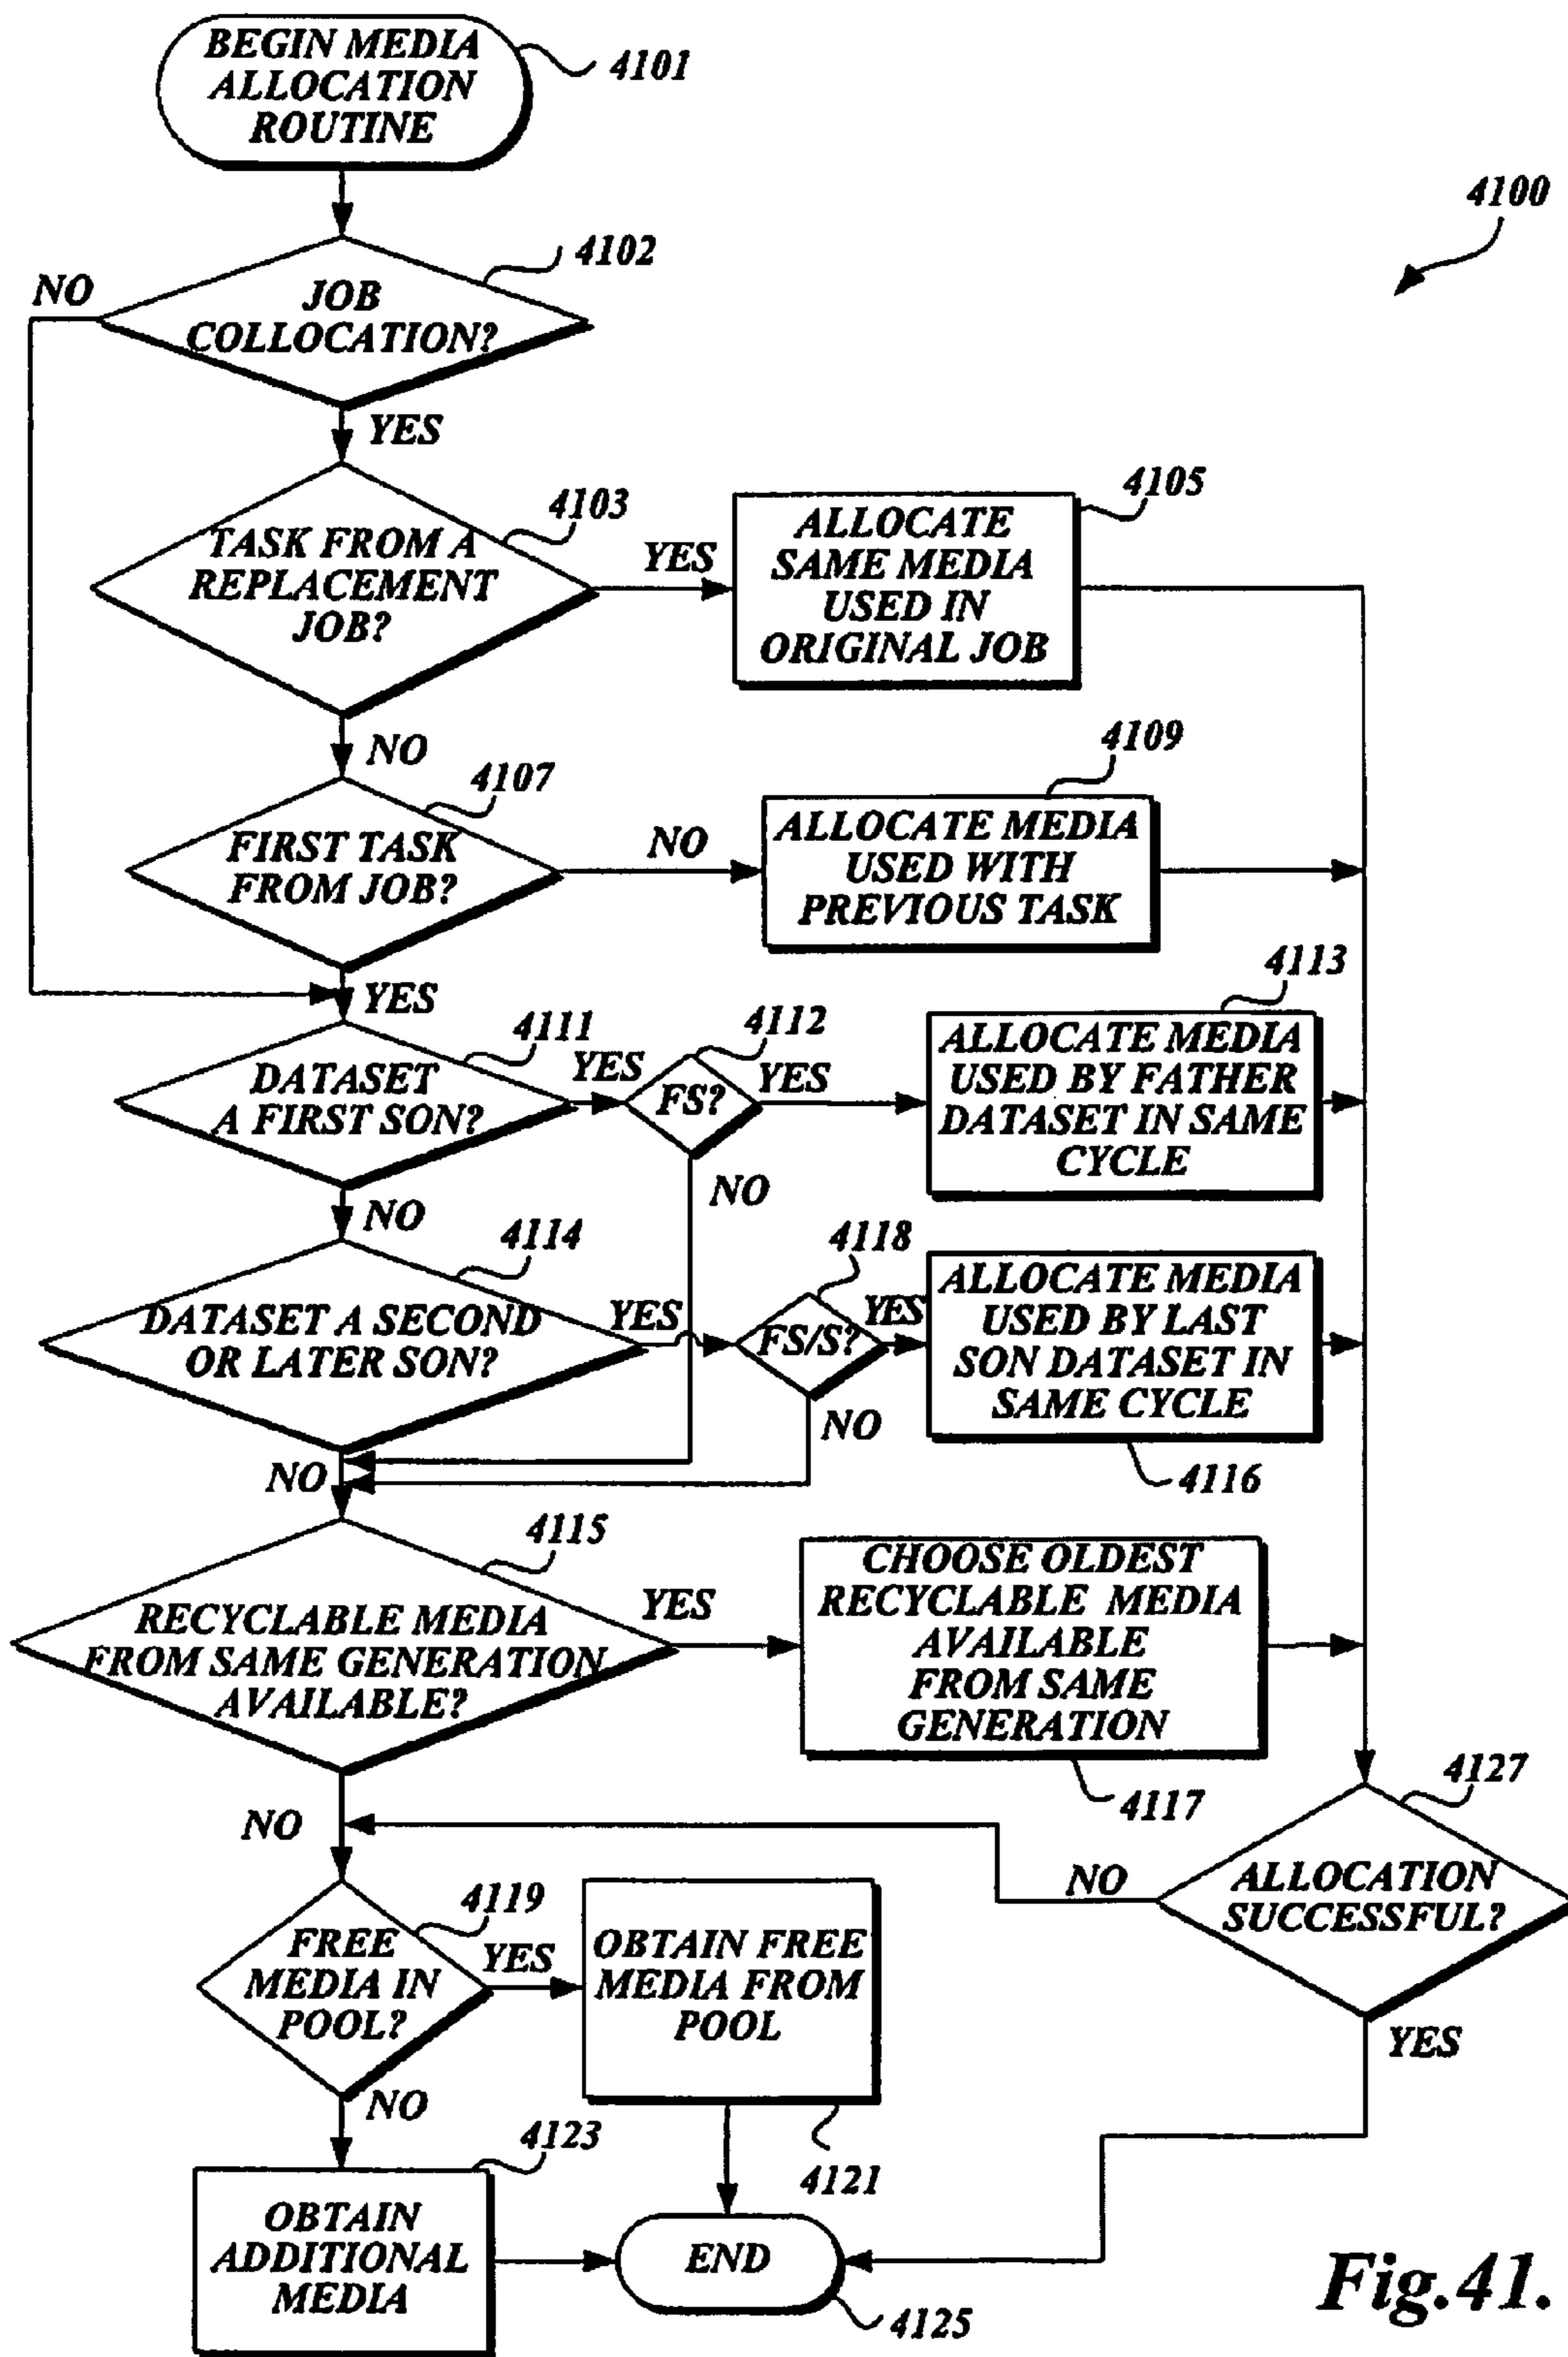 BEGIN MEDIA
ALLOCATION
ROUTINE
4101
4100
4102
JOB
COLLOCATION?
NO
YES
4103
TASK FROM A
REPLACEMENT
JOB?
YES
4105
ALLOCATE
SAME MEDIA
USED IN
ORIGINAL JOB
NO
4107
FIRST TASK
FROM JOB?
NO
4109
ALLOCATE MEDIA
USED WITH
PREVIOUS TASK
YES
4111
DATASET
A FIRST SON?
YES
4112
FS?
YES
4113
ALLOCATE MEDIA
USED BY FATHER
DATASET IN SAME
CYCLE
NO
NO
4114
DATASET A SECOND
OR LATER SON?
YES
4118
FS/S?
YES
ALLOCATE MEDIA
USED BY LAST
SON DATASET IN
SAME CYCLE
4116
NO
NO
4115
RECYCLABLE MEDIA
FROM SAME GENERATION
AVAILABLE?
YES
CHOOSE OLDEST
RECYCLABLE MEDIA
AVAILABLE
FROM SAME
GENERATION
4117
NO
4127
ALLOCATION
SUCCESSFUL?
NO
YES
4119
FREE
MEDIA IN
POOL?
YES
OBTAIN FREE
MEDIA FROM
POOL
4121
NO
4123
OBTAIN
ADDITIONAL
MEDIA
END
4125
Fig.41.